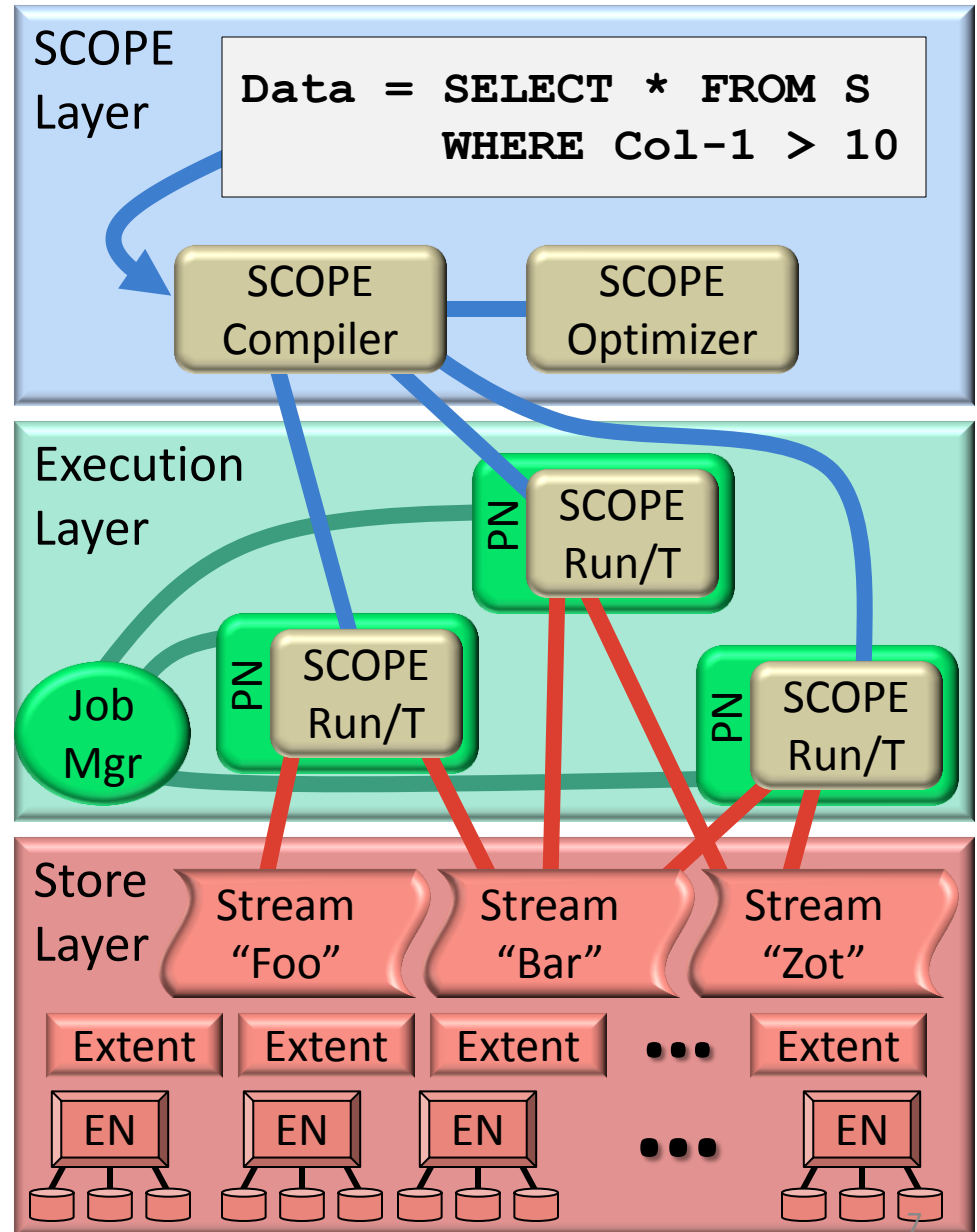 SCOPE
Layer
Data = SELECT * FROM S
WHERE Col-1 > 10
SCOPE
Compiler
SCOPE
Optimizer
Execution
Layer
PN
SCOPE
Run/T
PN
SCOPE
Run/T
PN
SCOPE
Run/T
Job
Mgr
Store
Layer
Stream
“Foo”
Stream
“Bar”
Stream
“Zot”
Extent
Extent
Extent
...
Extent
EN
EN
EN
...
EN
7